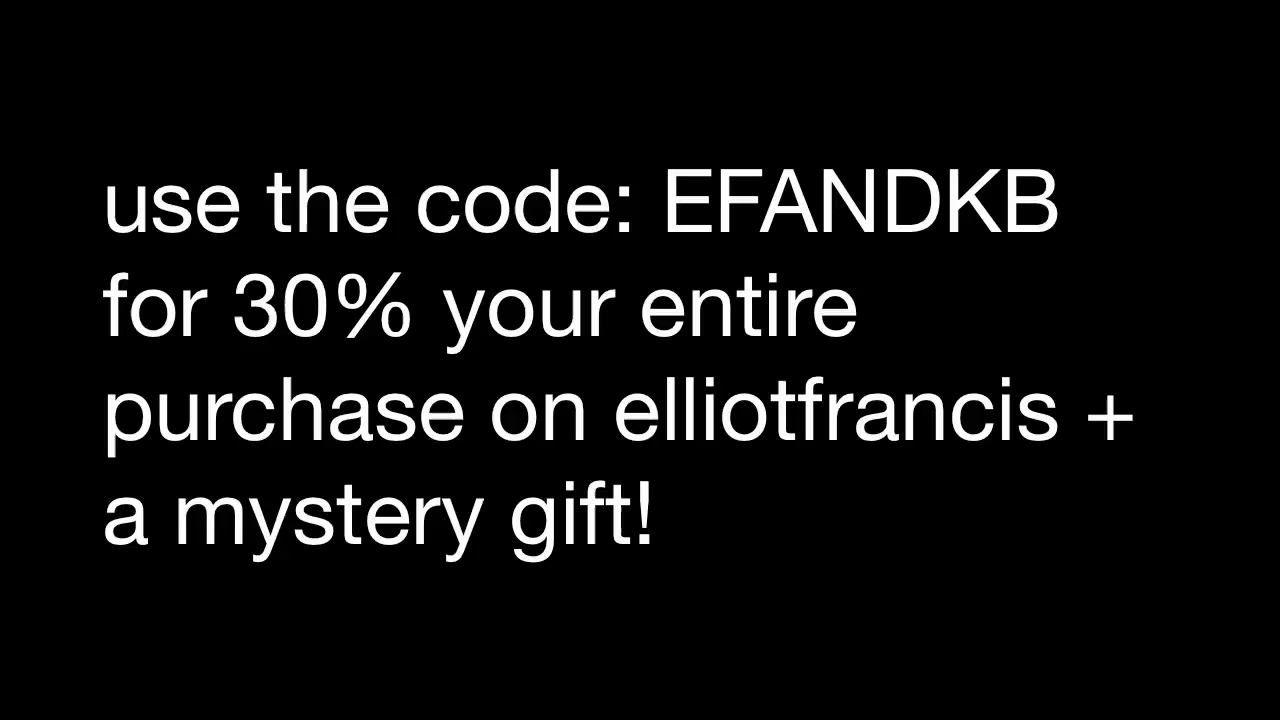 use the code: EFANDKB
for 30% your entire
purchase on elliotfrancis +
a mystery gift!